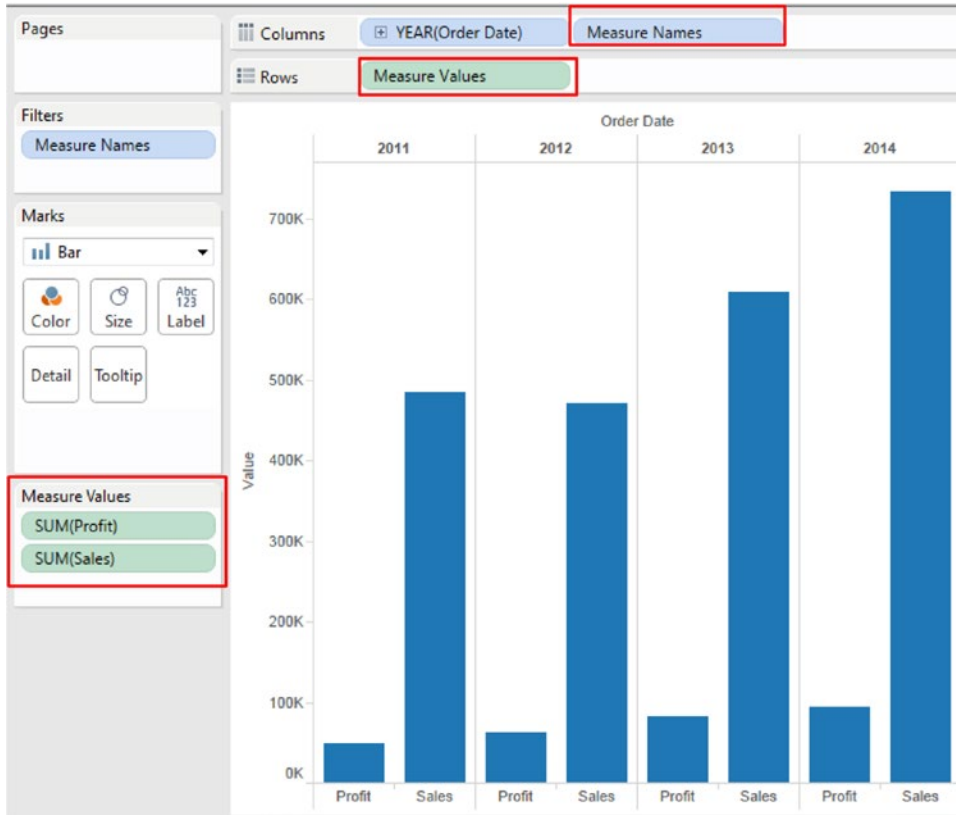 Pages
Columns
YEAR(Order Date)
Measure Names
Rows
Measure Values
Filters
Measure Names
Marks
Bar
Color
Size
Abc
123
Label
Detail
Tooltip
Measure Values
SUM(Profit)
SUM(Sales)
Order Date
2011 2012 2013 2014
Value
700K
600K
500K
400K
300K
200K
100K
0K
Profit Sales Profit Sales Profit Sales Profit Sales